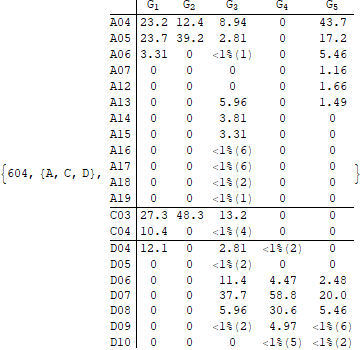 G1 G2 G3 G4 G5
A04 23.2 12.4 8.94 0 43.7
A05 23.7 39.2 2.81 0 17.2
A06 3.31 0 <1%(1) 0 5.46
A07 0 0 0 0 1.16
A12 0 0 0 0 1.66
A13 0 0 5.96 0 1.49
A14 0 0 3.81 0 0
A15 0 0 3.31 0 0
A16 0 0 <1%(6) 0 0
A17 0 0 <1%(6) 0 0
{604, {A, C, D}, A18 0 0 <1%(2) 0 0 }
A19 0 0 <1%(1) 0 0
C03 27.3 48.3 13.2 0 0
C04 10.4 0 <1%(4) 0 0
D04 12.1 0 2.81 <1%(2) 0
D05 0 0 <1%(2) 0 0
D06 0 0 11.4 4.47 2.48
D07 0 0 37.7 58.8 20.0
D08 0 0 5.96 30.6 5.46
D09 0 0 <1%(2) 4.97 <1%(6)
D10 0 0 0 <1%(5) <1%(2)